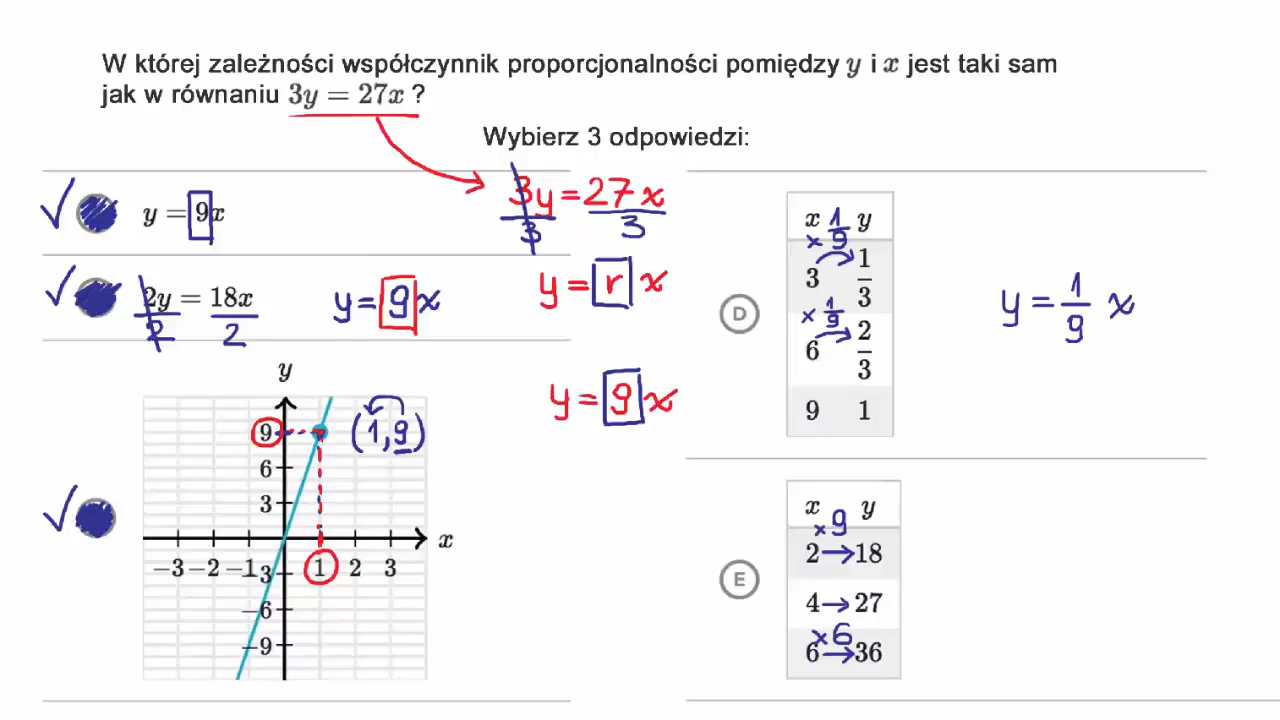 W której zależności współczynnik proporcjonalności pomiędzy y i x jest taki sam
jak w równaniu 3y = 27x ?
Wybierz 3 odpowiedzi:
3y = 27x
3 3
y = r x
y = 9 x
y = 9x
2y = 18x
2 2
y = 9 x
y
9
6
3
(1,9)
x
-3 -2 -1 1 2 3
-3
-6
-9
D
x y
× 1/9
3 1/3
× 1/9
6 2/3
9 1
y = 1/9 x
E
x y
×9
2 → 18
4 → 27
×6
6 → 36